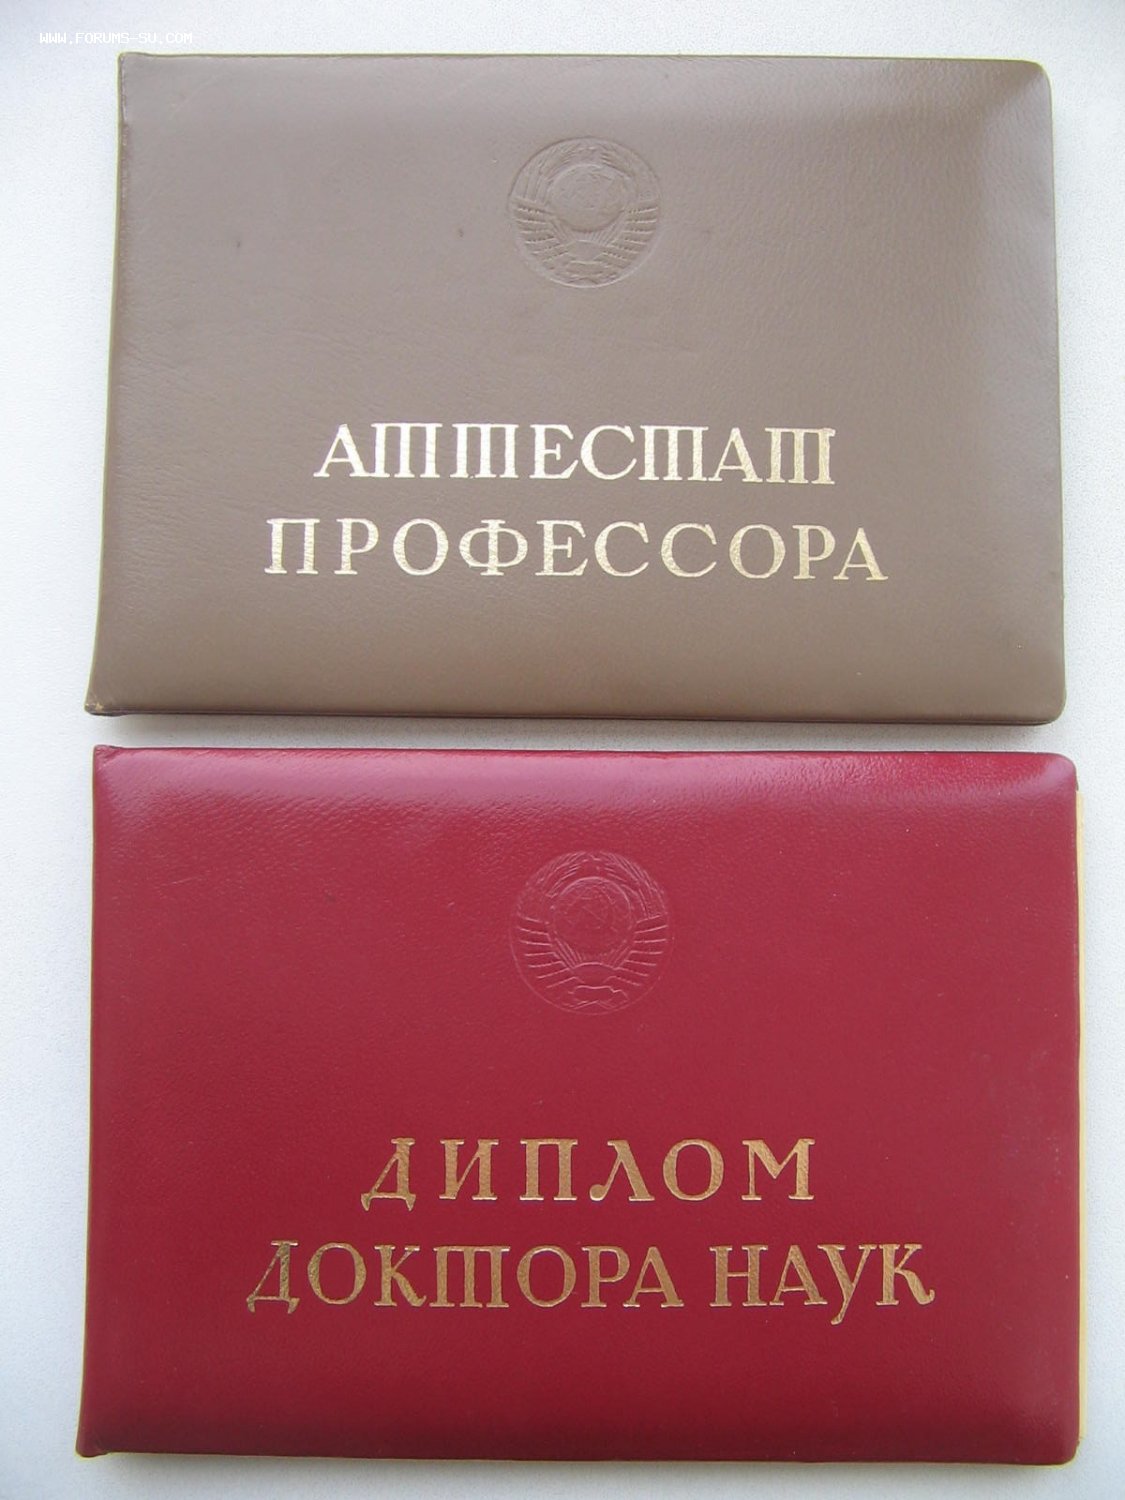 WWW.FORUMS-SU.COM
АТТЕСТАТ
ПРОФЕССОРА
ДИПЛОМ
ДОКТОРА НАУК